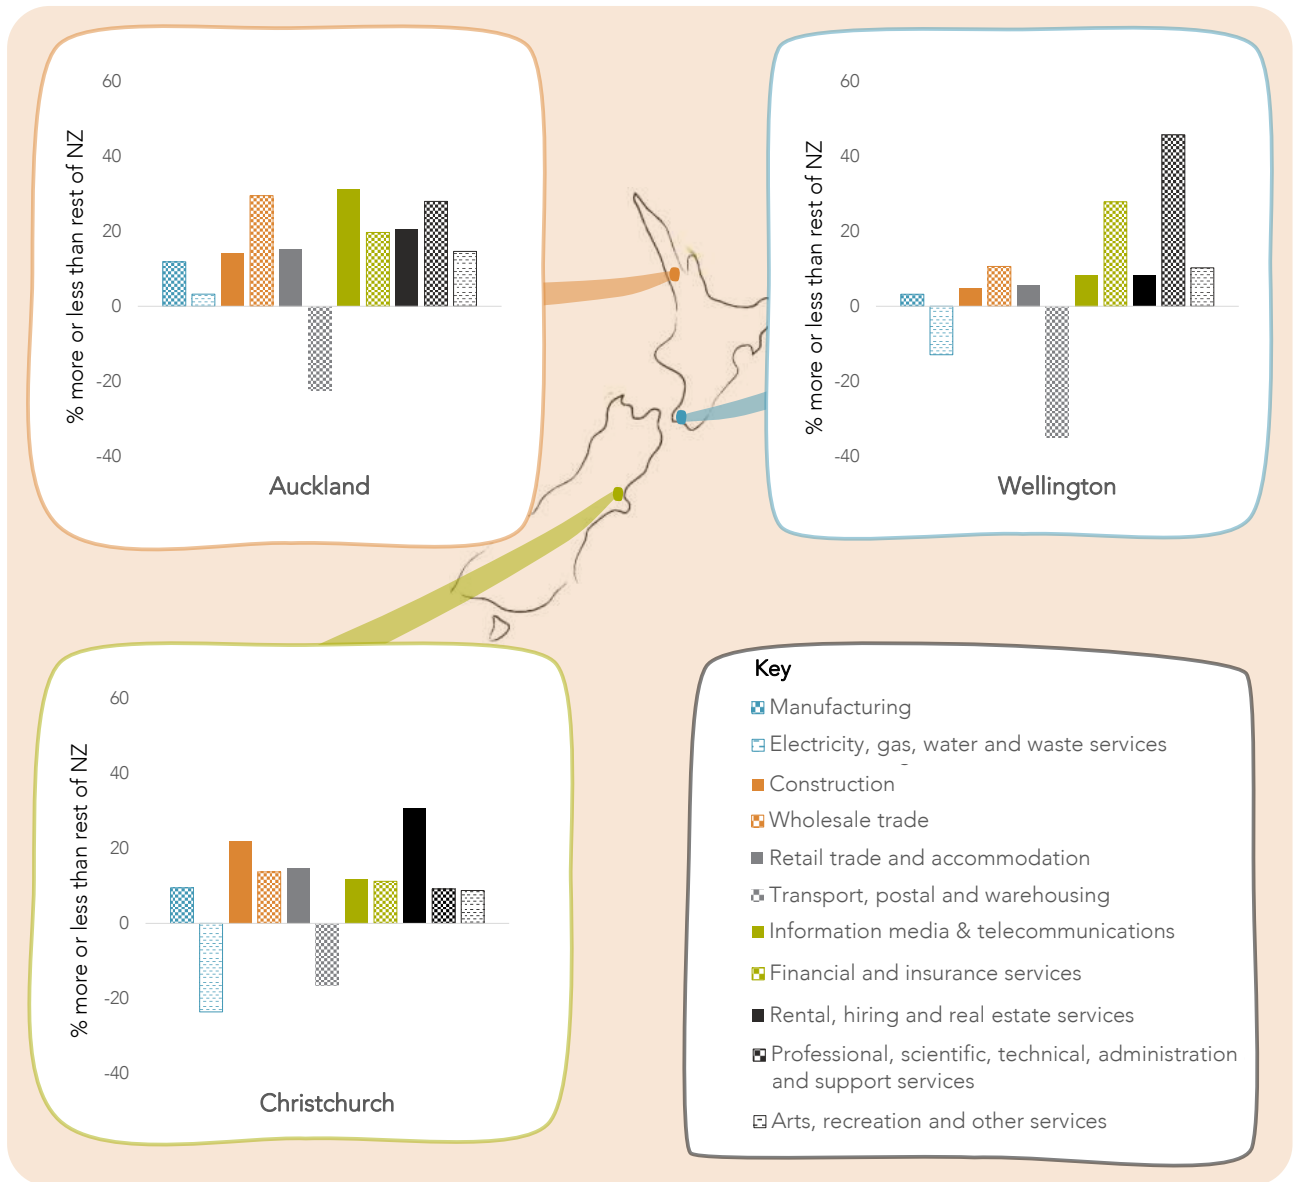 60
40
20
0
-20
-40
% more or less than rest of NZ
Auckland
60
40
20
0
-20
-40
% more or less than rest of NZ
Wellington
60
40
20
0
-20
-40
% more or less than rest of NZ
Christchurch
Key
Manufacturing
Electricity, gas, water and waste services
Construction
Wholesale trade
Retail trade and accommodation
Transport, postal and warehousing
Information media & telecommunications
Financial and insurance services
Rental, hiring and real estate services
Professional, scientific, technical, administration
and support services
Arts, recreation and other services